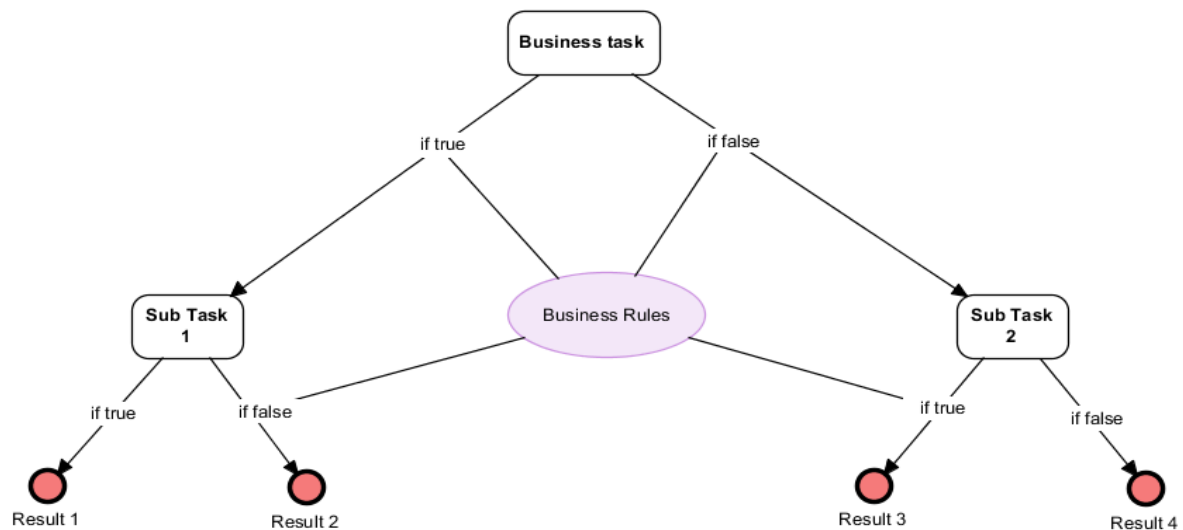 Business task
if true
if false
Sub Task
1
Business Rules
Sub Task
2
if true
if false
if true
if false
Result 1
Result 2
Result 3
Result 4